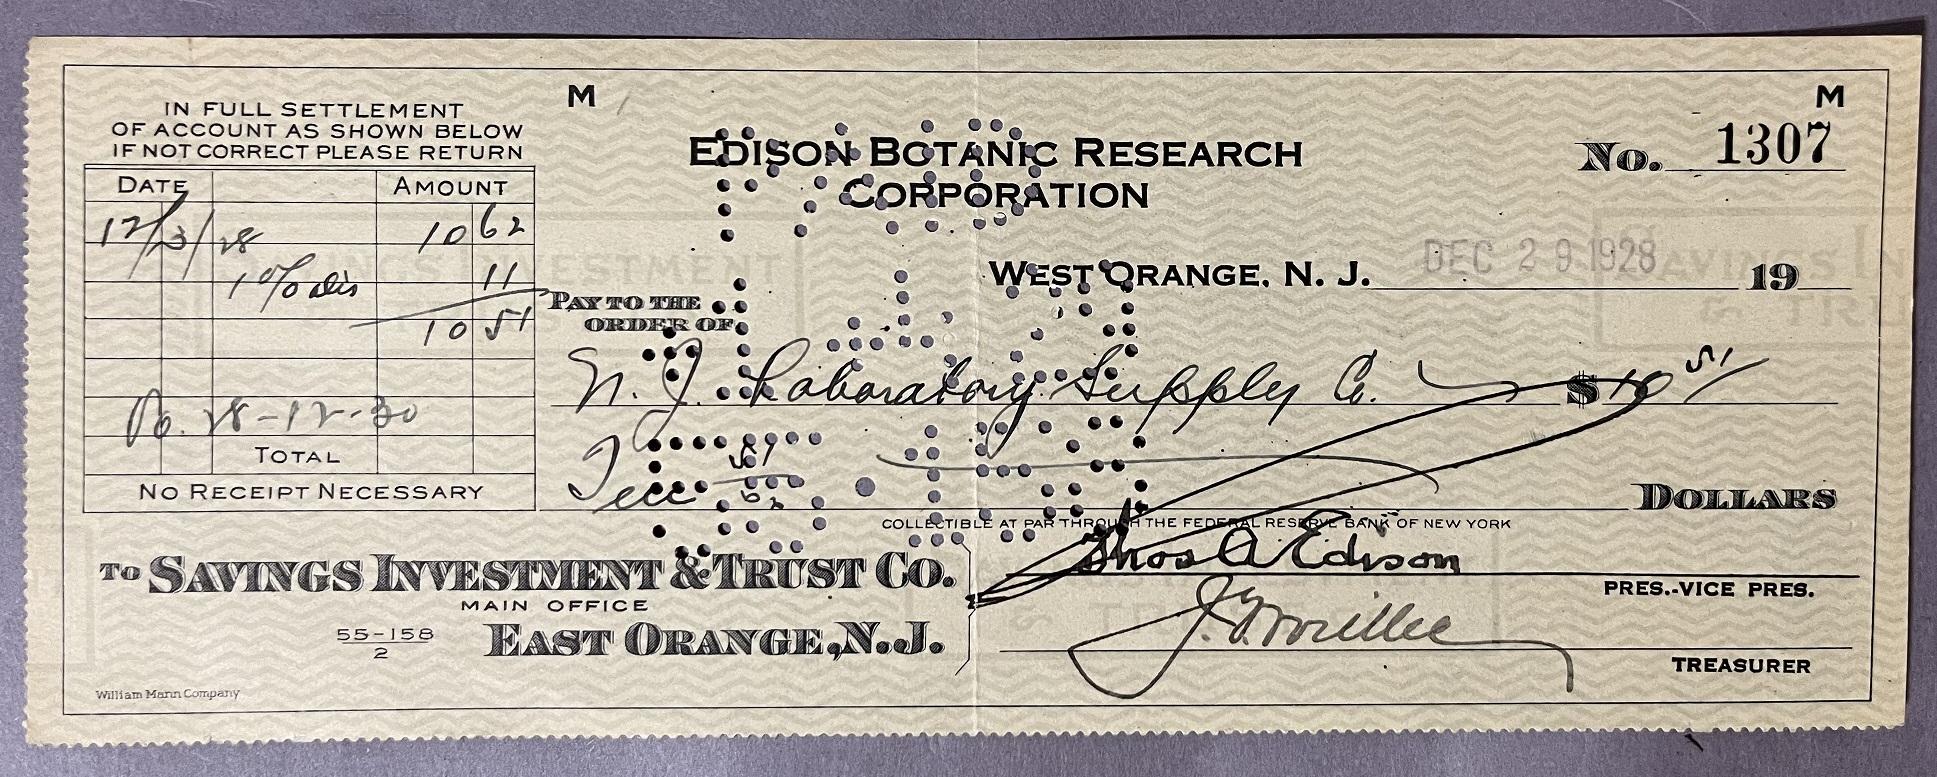 IN FULL SETTLEMENT
OF ACCOUNT AS SHOWN BELOW
IF NOT CORRECT PLEASE RETURN
DATE AMOUNT
12/3/28 10 62
1% dis 11
10 51
28-12-30
TOTAL
NO RECEIPT NECESSARY
M M
EDISON BOTANIC RESEARCH
CORPORATION
No. 1307
WEST ORANGE, N. J. DEC 29 1928 19
PAY TO THE
ORDER OF
N. J. Laboratory Supply Co. $10 51
Ten 51 DOLLARS
COLLECTIBLE AT PAR THROUGH THE FEDERAL RESERVE BANK OF NEW YORK
TO SAVINGS INVESTMENT & TRUST CO.
MAIN OFFICE
55-158
2
EAST ORANGE, N. J.
Thos A Edison
PRES.-VICE PRES.
TREASURER
William Mann Company